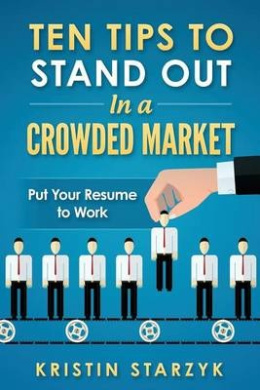 TEN TIPS TO
STAND OUT
In a
CROWDED MARKET
Put Your Resume
to Work
KRISTIN STARZYK